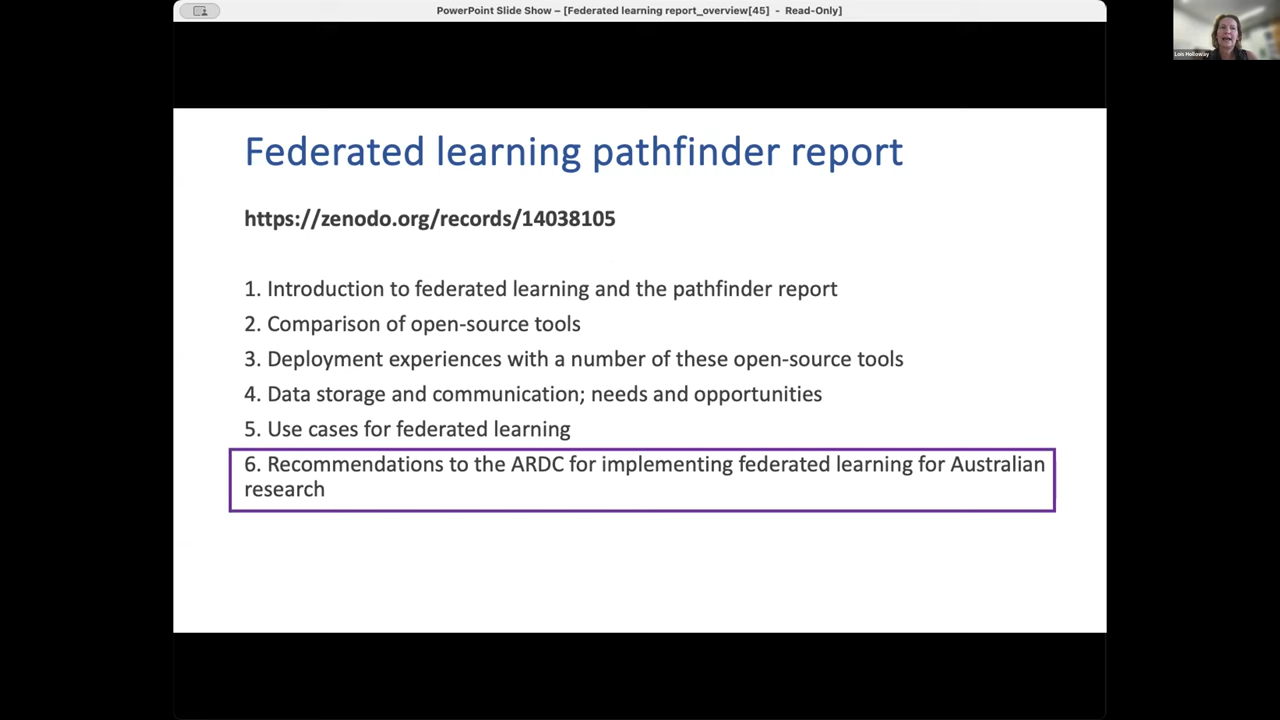 PowerPoint Slide Show – [Federated learning report_overview[45] - Read-Only]
Lois Holloway
Federated learning pathfinder report
https://zenodo.org/records/14038105
1. Introduction to federated learning and the pathfinder report
2. Comparison of open-source tools
3. Deployment experiences with a number of these open-source tools
4. Data storage and communication; needs and opportunities
5. Use cases for federated learning
6. Recommendations to the ARDC for implementing federated learning for Australian
research